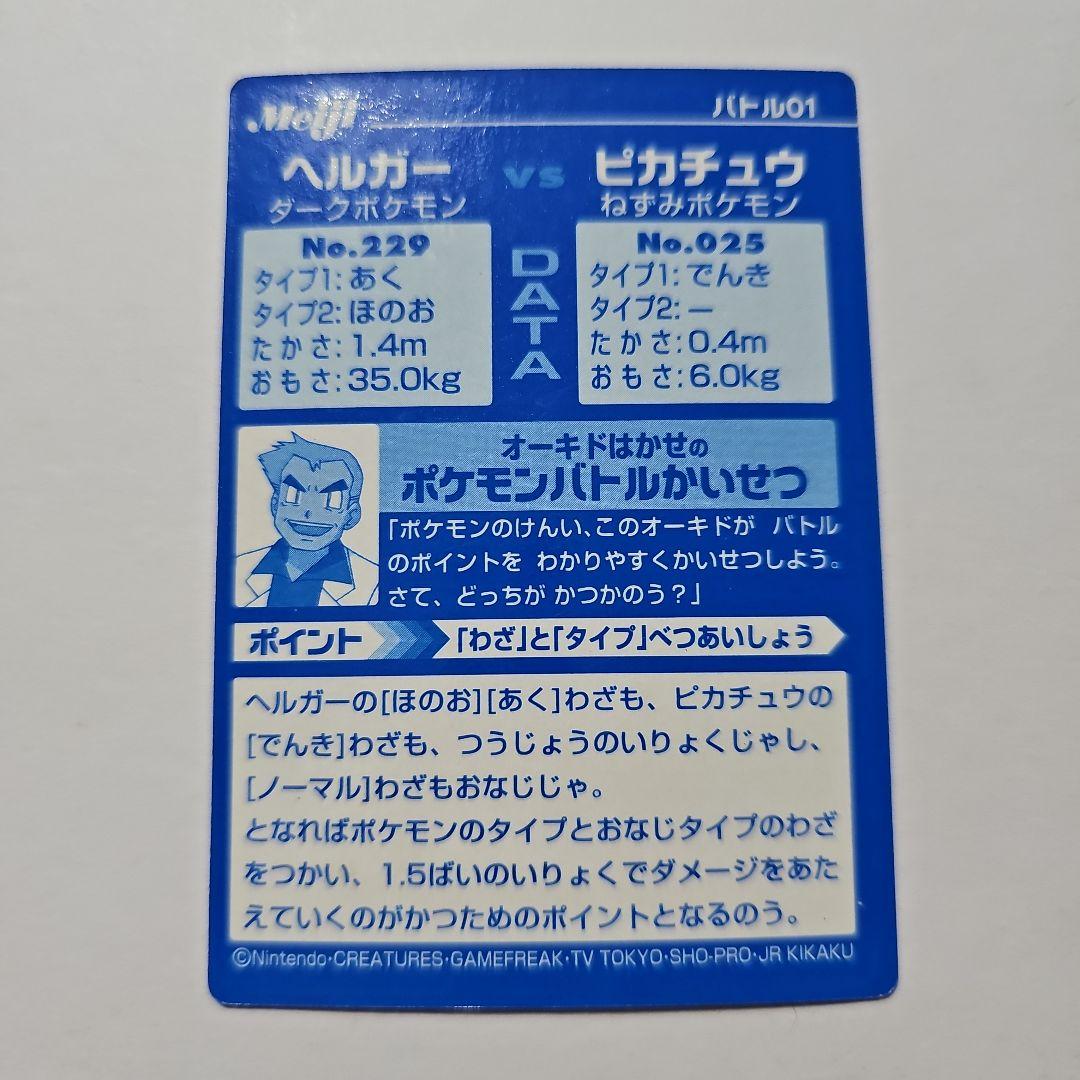 Meiji
バトル01
ヘルガー vs ピカチュウ
ダークポケモン
ねずみポケモン
DATA
No.229
タイプ1:あく
タイプ2:ほのお
たかさ:1.4m
おもさ:35.0kg
No.025
タイプ1:でんき
タイプ2:—
たかさ:0.4m
おもさ:6.0kg
オーキドはかせの
ポケモンバトルかいせつ
「ポケモンのけんい、このオーキドが バトル
のポイントを わかりやすくかいせつしよう。
さて、どっちが かつかのう？」
ポイント 「わざ」と「タイプ」べつあいしょう
ヘルガーの[ほのお][あく]わざも、ピカチュウの
[でんき]わざも、つうじょうのいりょくじゃし、
[ノーマル]わざもおなじじゃ。
となればポケモンのタイプとおなじタイプのわざ
をつかい、1.5ばいのいりょくでダメージをあた
えていくのがかつためのポイントとなるのう。
©Nintendo·CREATURES·GAMEFREAK·TV TOKYO·SHO-PRO·JR KIKAKU